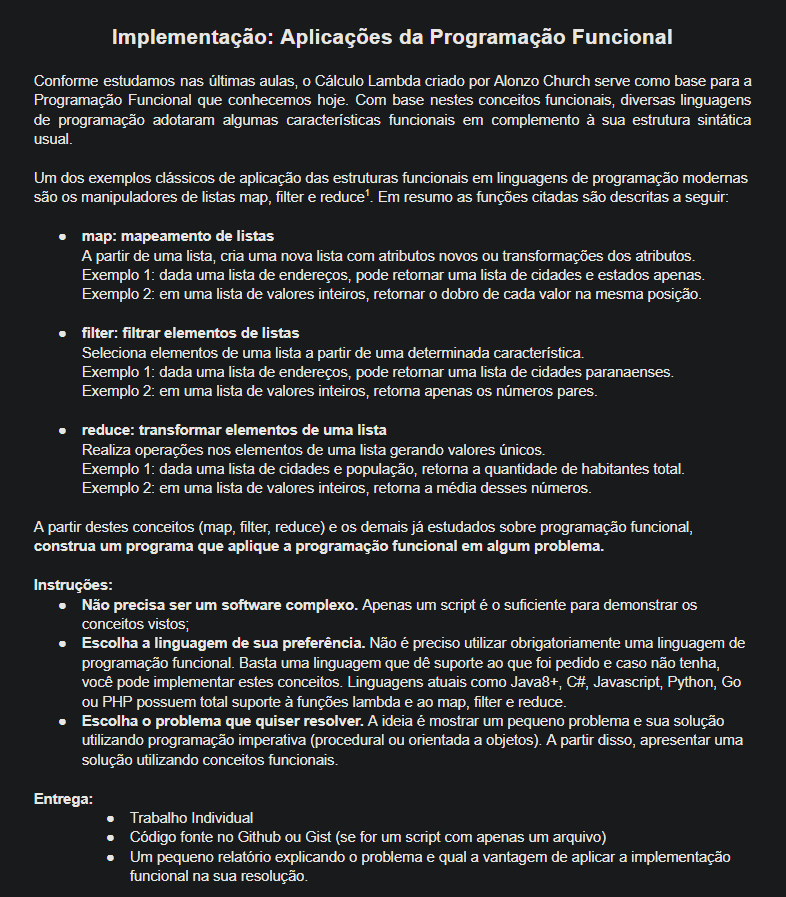 Implementação: Aplicações da Programação Funcional
Conforme estudamos nas últimas aulas, o Cálculo Lambda criado por Alonzo Church serve como base para a
Programação Funcional que conhecemos hoje. Com base nestes conceitos funcionais, diversas linguagens
de programação adotaram algumas características funcionais em complemento à sua estrutura sintática
usual.
Um dos exemplos clássicos de aplicação das estruturas funcionais em linguagens de programação modernas
são os manipuladores de listas map, filter e reduce¹. Em resumo as funções citadas são descritas a seguir:
● map: mapeamento de listas
A partir de uma lista, cria uma nova lista com atributos novos ou transformações dos atributos.
Exemplo 1: dada uma lista de endereços, pode retornar uma lista de cidades e estados apenas.
Exemplo 2: em uma lista de valores inteiros, retornar o dobro de cada valor na mesma posição.
● filter: filtrar elementos de listas
Seleciona elementos de uma lista a partir de uma determinada característica.
Exemplo 1: dada uma lista de endereços, pode retornar uma lista de cidades paranaenses.
Exemplo 2: em uma lista de valores inteiros, retorna apenas os números pares.
● reduce: transformar elementos de uma lista
Realiza operações nos elementos de uma lista gerando valores únicos.
Exemplo 1: dada uma lista de cidades e população, retorna a quantidade de habitantes total.
Exemplo 2: em uma lista de valores inteiros, retorna a média desses números.
A partir destes conceitos (map, filter, reduce) e os demais já estudados sobre programação funcional,
construa um programa que aplique a programação funcional em algum problema.
Instruções:
● Não precisa ser um software complexo. Apenas um script é o suficiente para demonstrar os
conceitos vistos;
● Escolha a linguagem de sua preferência. Não é preciso utilizar obrigatoriamente uma linguagem de
programação funcional. Basta uma linguagem que dê suporte ao que foi pedido e caso não tenha,
você pode implementar estes conceitos. Linguagens atuais como Java8+, C#, Javascript, Python, Go
ou PHP possuem total suporte à funções lambda e ao map, filter e reduce.
● Escolha o problema que quiser resolver. A ideia é mostrar um pequeno problema e sua solução
utilizando programação imperativa (procedural ou orientada a objetos). A partir disso, apresentar uma
solução utilizando conceitos funcionais.
Entrega:
● Trabalho Individual
● Código fonte no Github ou Gist (se for um script com apenas um arquivo)
● Um pequeno relatório explicando o problema e qual a vantagem de aplicar a implementação
funcional na sua resolução.